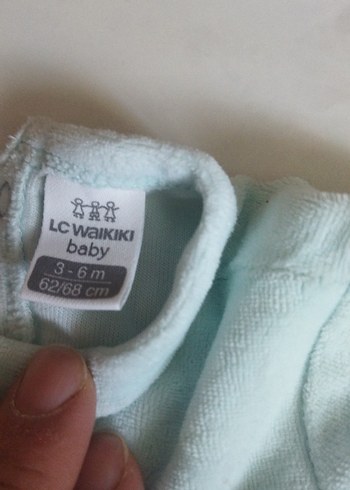 LC WAIKIKI
baby
3 - 6 m
62/68 cm